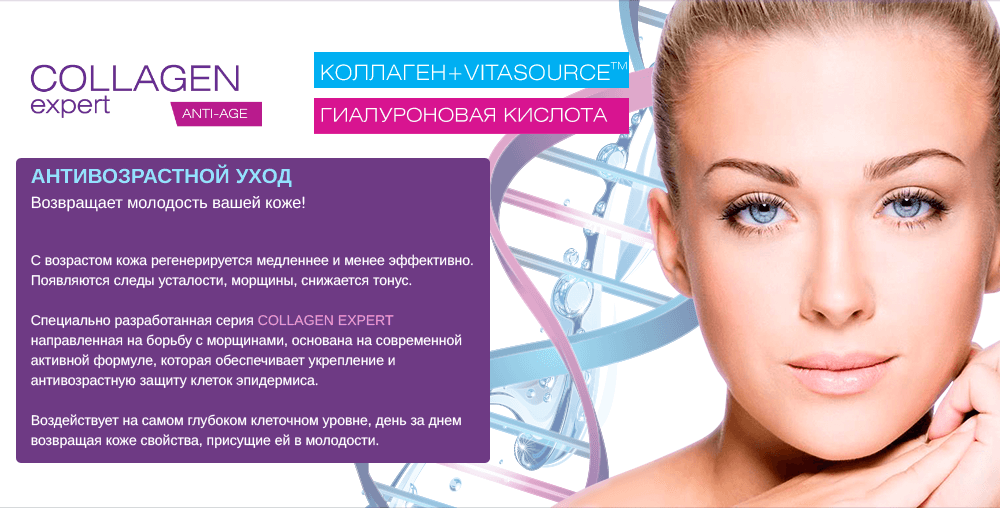 COLLAGEN
expert
ANTI-AGE
КОЛЛАГЕН+VITASOURCE™
ГИАЛУРОНОВАЯ КИСЛОТА
АНТИВОЗРАСТНОЙ УХОД
Возвращает молодость вашей коже!
С возрастом кожа регенерируется медленнее и менее эффективно.
Появляются следы усталости, морщины, снижается тонус.
Специально разработанная серия COLLAGEN EXPERT
направленная на борьбу с морщинами, основана на современной
активной формуле, которая обеспечивает укрепление и
антивозрастную защиту клеток эпидермиса.
Воздействует на самом глубоком клеточном уровне, день за днем
возвращая коже свойства, присущие ей в молодости.